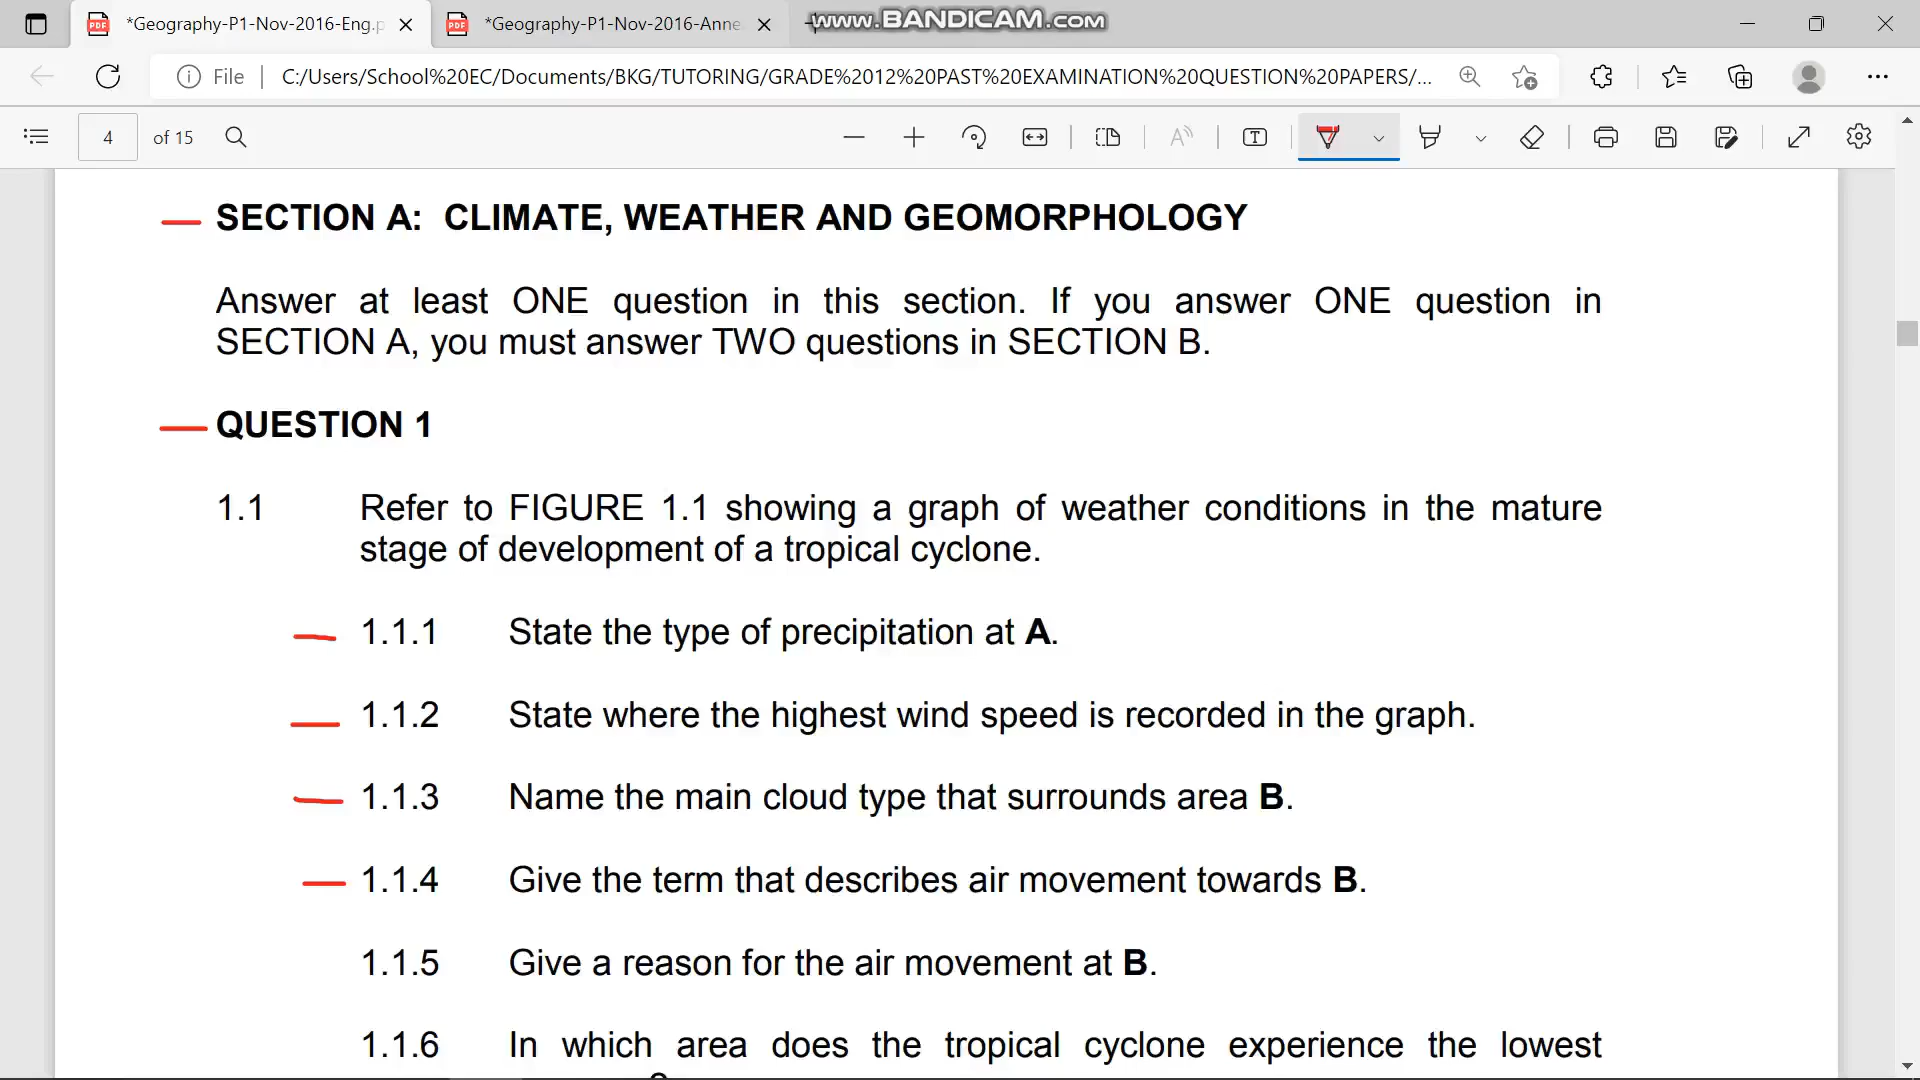 *Geography-P1-Nov-2016-Eng.p
*Geography-P1-Nov-2016-Anne
www.BANDICAM.COM
File
C:/Users/School%20EC/Documents/BKG/TUTORING/GRADE%2012%20PAST%20EXAMINATION%20QUESTION%20PAPERS/...
4 of 15
SECTION A: CLIMATE, WEATHER AND GEOMORPHOLOGY
Answer at least ONE question in this section. If you answer ONE question in
SECTION A, you must answer TWO questions in SECTION B.
QUESTION 1
1.1 Refer to FIGURE 1.1 showing a graph of weather conditions in the mature
stage of development of a tropical cyclone.
1.1.1 State the type of precipitation at A.
1.1.2 State where the highest wind speed is recorded in the graph.
1.1.3 Name the main cloud type that surrounds area B.
1.1.4 Give the term that describes air movement towards B.
1.1.5 Give a reason for the air movement at B.
1.1.6 In which area does the tropical cyclone experience the lowest